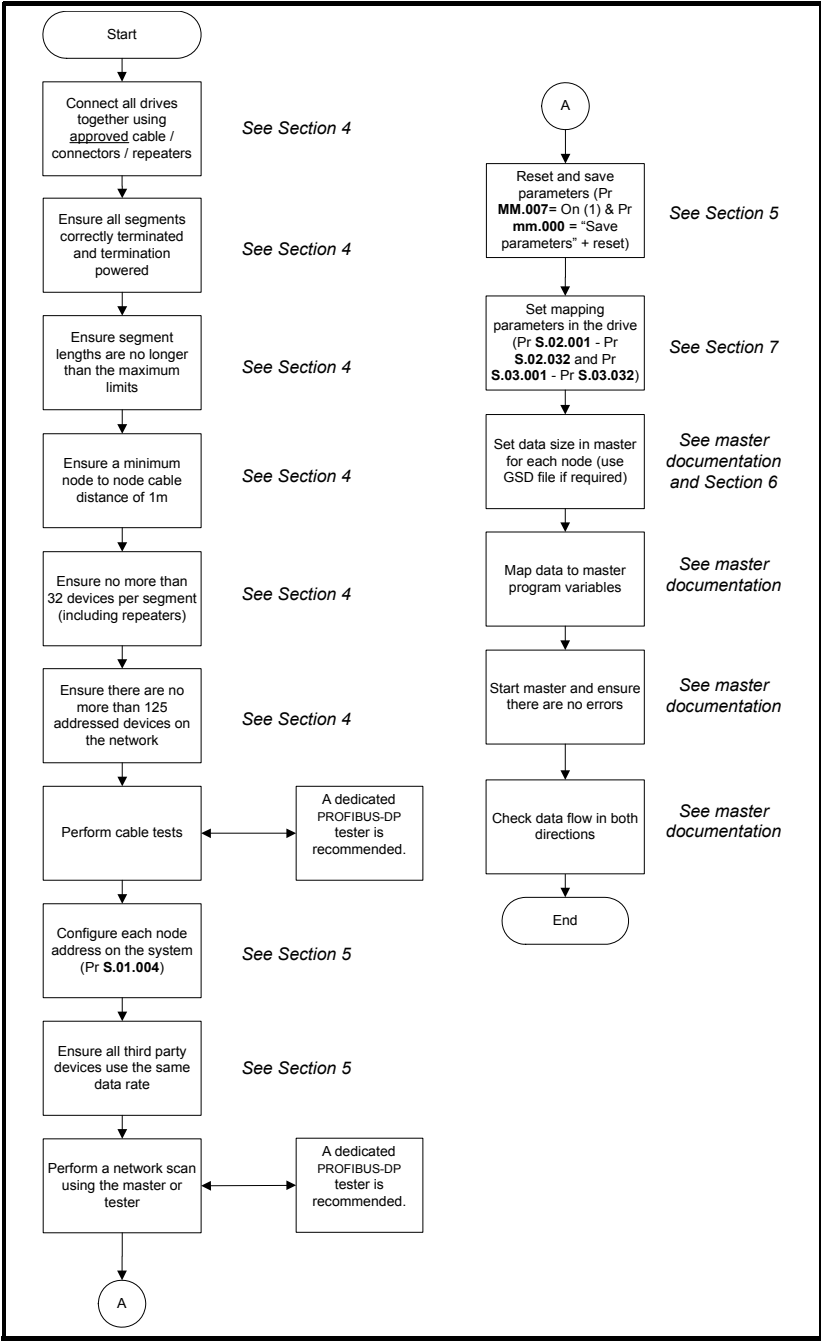 Start
Connect all drives
together using
approved cable /
connectors / repeaters
See Section 4
Ensure all segments
correctly terminated
and termination
powered
See Section 4
Ensure segment
lengths are no longer
than the maximum
limits
See Section 4
Ensure a minimum
node to node cable
distance of 1m
See Section 4
Ensure no more than
32 devices per segment
(including repeaters)
See Section 4
Ensure there are no
more than 125
addressed devices on
the network
See Section 4
Perform cable tests
A dedicated
PROFIBUS-DP
tester is
recommended.
Configure each node
address on the system
(Pr S.01.004)
See Section 5
Ensure all third party
devices use the same
data rate
See Section 5
Perform a network scan
using the master or
tester
A dedicated
PROFIBUS-DP
tester is
recommended.
A
A
Reset and save
parameters (Pr
MM.007= On (1) & Pr
mm.000 = “Save
parameters” + reset)
See Section 5
Set mapping
parameters in the drive
(Pr S.02.001 - Pr
S.02.032 and Pr
S.03.001 - Pr S.03.032)
See Section 7
Set data size in master
for each node (use
GSD file if required)
See master
documentation
and Section 6
Map data to master
program variables
See master
documentation
Start master and ensure
there are no errors
See master
documentation
Check data flow in both
directions
See master
documentation
End